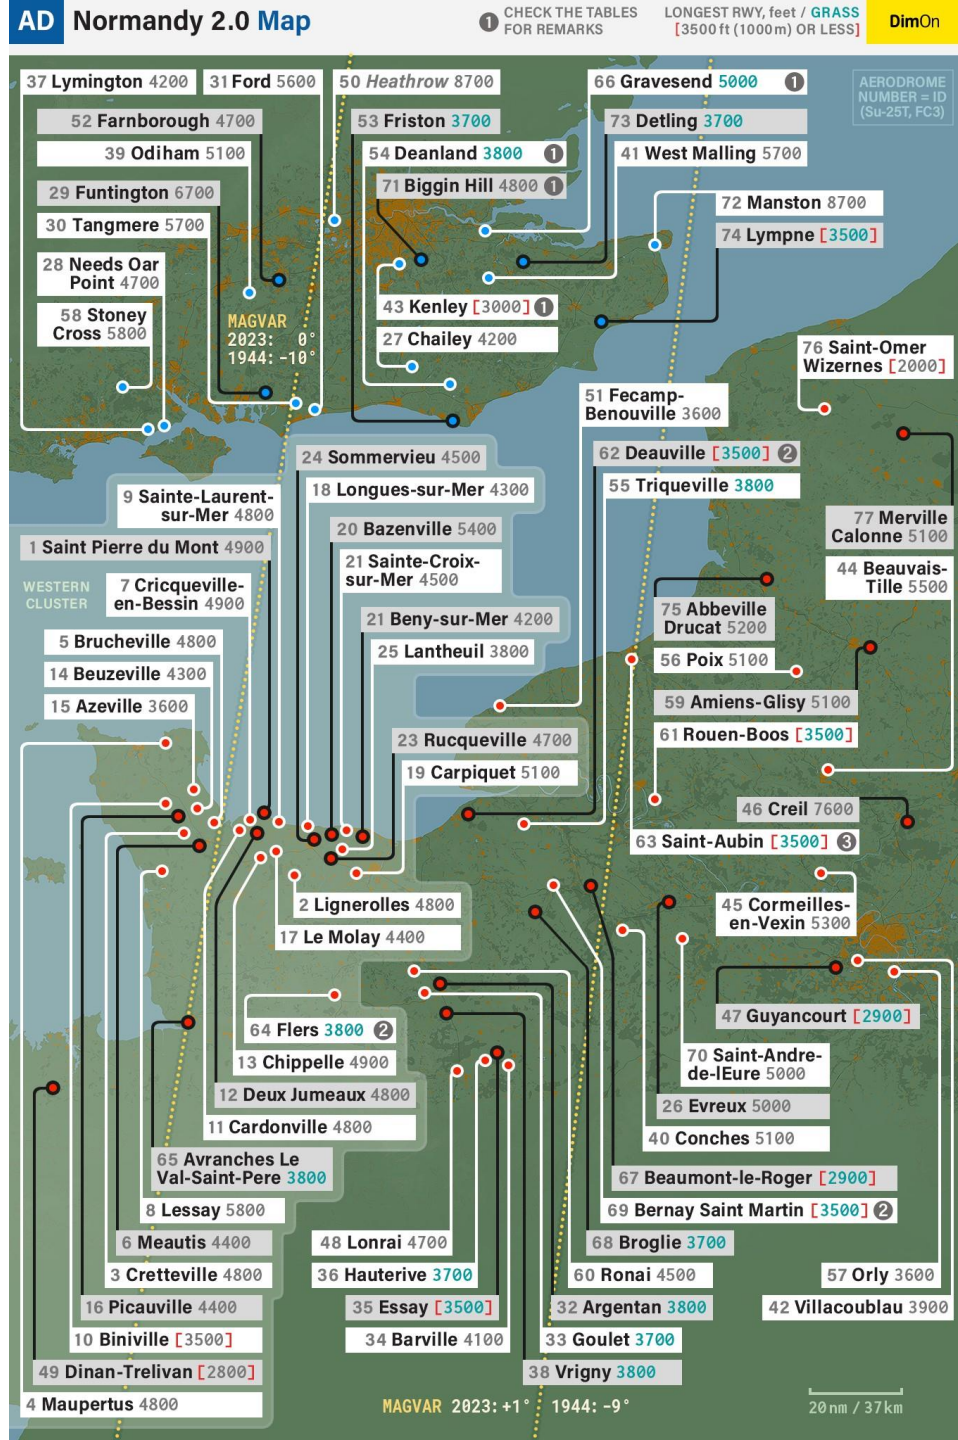 AD Normandy 2.0 Map
1 CHECK THE TABLES
FOR REMARKS
LONGEST RWY, feet / GRASS
[3500 ft (1000 m) OR LESS]
DimOn
37 Lymington 4200
31 Ford 5600
50 Heathrow 8700
66 Gravesend 5000 1
AERODROME
NUMBER = ID
(Su-25T, FC3)
52 Farnborough 4700
53 Friston 3700
73 Detling 3700
39 Odiham 5100
54 Deanland 3800 1
41 West Malling 5700
29 Funtington 6700
71 Biggin Hill 4800 1
72 Manston 8700
30 Tangmere 5700
74 Lympne [3500]
28 Needs Oar
Point 4700
43 Kenley [3000] 1
58 Stoney
Cross 5800
MAGVAR
2023: 0°
1944: -10°
27 Chailey 4200
76 Saint-Omer
Wizernes [2000]
51 Fecamp-
Benouville 3600
24 Sommervieu 4500
62 Deauville [3500] 2
9 Sainte-Laurent-
sur-Mer 4800
18 Longues-sur-Mer 4300
55 Triqueville 3800
20 Bazenville 5400
77 Merville
Calonne 5100
1 Saint Pierre du Mont 4900
21 Sainte-Croix-
sur-Mer 4500
44 Beauvais-
Tille 5500
WESTERN
CLUSTER
7 Cricqueville-
en-Bessin 4900
21 Beny-sur-Mer 4200
75 Abbeville
Drucat 5200
5 Brucheville 4800
25 Lantheuil 3800
56 Poix 5100
14 Beuzeville 4300
59 Amiens-Glisy 5100
15 Azeville 3600
23 Rucqueville 4700
61 Rouen-Boos [3500]
19 Carpiquet 5100
46 Creil 7600
63 Saint-Aubin [3500] 3
2 Lignerolles 4800
45 Cormeilles-
en-Vexin 5300
17 Le Molay 4400
47 Guyancourt [2900]
64 Flers 3800 2
13 Chippelle 4900
70 Saint-Andre-
de-lEure 5000
12 Deux Jumeaux 4800
26 Evreux 5000
11 Cardonville 4800
40 Conches 5100
65 Avranches Le
Val-Saint-Pere 3800
67 Beaumont-le-Roger [2900]
8 Lessay 5800
69 Bernay Saint Martin [3500] 2
6 Meautis 4400
48 Lonrai 4700
68 Broglie 3700
3 Cretteville 4800
36 Hauterive 3700
60 Ronai 4500
57 Orly 3600
16 Picauville 4400
35 Essay [3500]
32 Argentan 3800
42 Villacoublau 3900
10 Biniville [3500]
34 Barville 4100
33 Goulet 3700
49 Dinan-Trelivan [2800]
38 Vrigny 3800
4 Maupertus 4800
MAGVAR 2023: +1° 1944: -9°
20 nm / 37 km